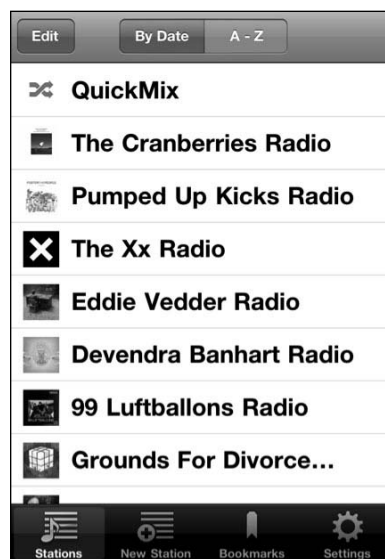 Edit By Date A - Z
QuickMix
The Cranberries Radio
Pumped Up Kicks Radio
The Xx Radio
Eddie Vedder Radio
Devendra Banhart Radio
99 Luftballons Radio
Grounds For Divorce...
Stations New Station Bookmarks Settings